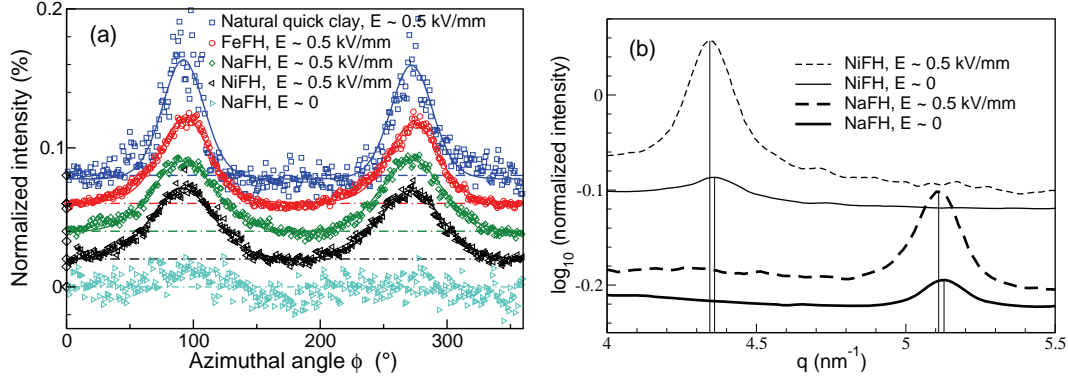 (a)
Natural quick clay, E ~ 0.5 kV/mm
FeFH, E ~ 0.5 kV/mm
NaFH, E ~ 0.5 kV/mm
NiFH, E ~ 0.5 kV/mm
NaFH, E ~ 0
0.2
0.1
0
Normalized intensity (%)
0 100 200 300
Azimuthal angle ϕ (°)
(b)
NiFH, E ~ 0.5 kV/mm
NiFH, E ~ 0
NaFH, E ~ 0.5 kV/mm
NaFH, E ~ 0
0
-0.1
-0.2
log10 (normalized intensity)
4 4.5 5 5.5
q (nm-1)